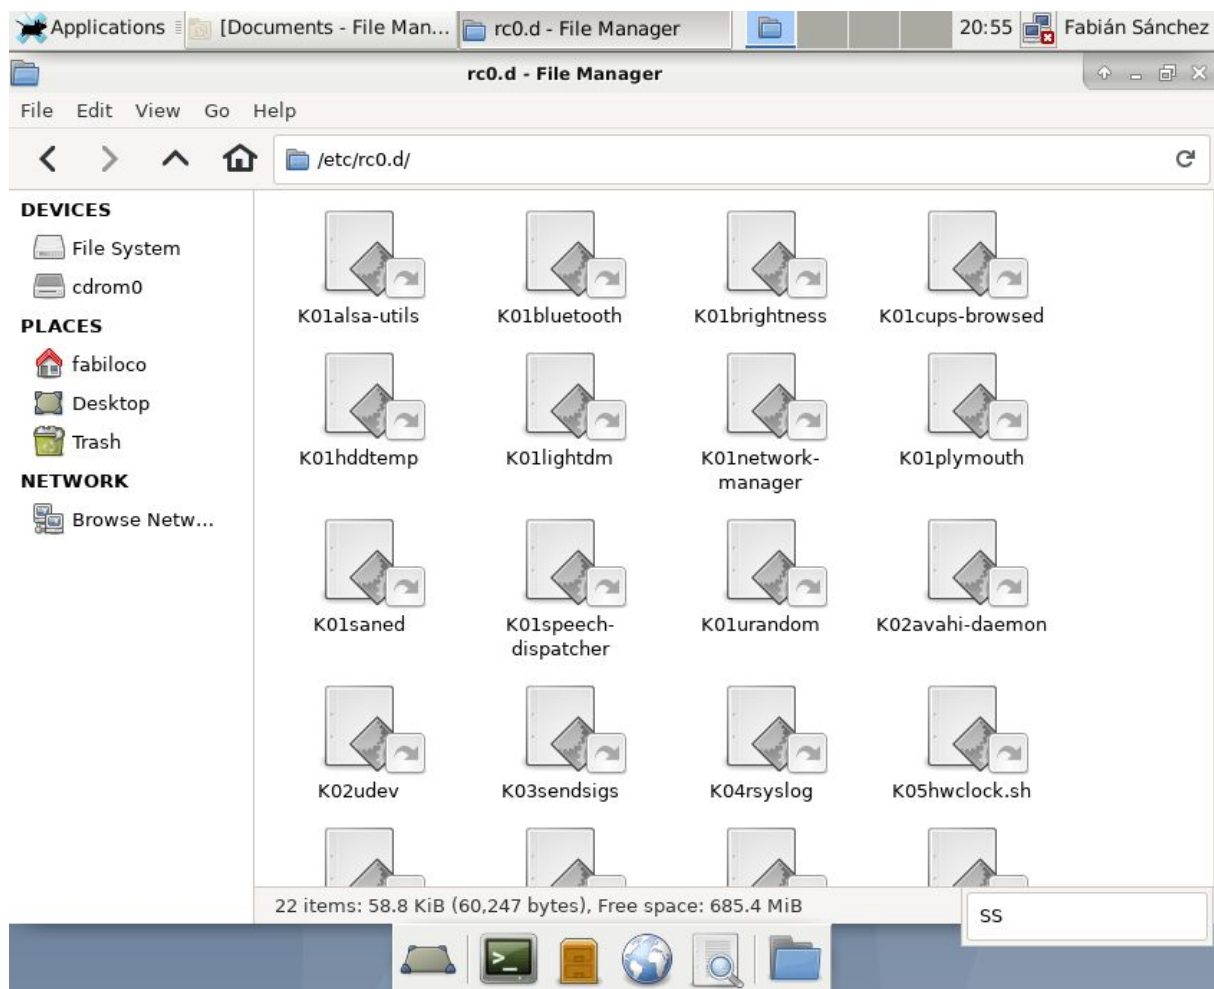 Applications [Documents - File Man... rc0.d - File Manager 20:55 Fabián Sánchez
rc0.d - File Manager
File Edit View Go Help
/etc/rc0.d/
DEVICES
File System
cdrom0
PLACES
fabiloco
Desktop
Trash
NETWORK
Browse Netw...
K01alsa-utils K01bluetooth K01brightness K01cups-browsed
K01hddtemp K01lightdm K01network-
manager K01plymouth
K01saned K01speech-
dispatcher K01urandom K02avahi-daemon
K02udev K03sendsigs K04rsyslog K05hwclock.sh
22 items: 58.8 KiB (60,247 bytes), Free space: 685.4 MiB
ss
>_